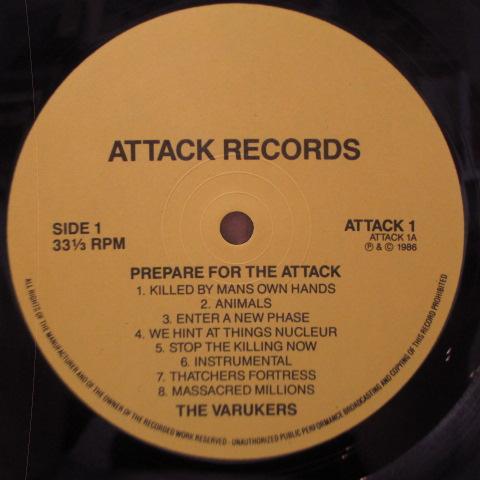 ATTACK RECORDS
SIDE 1
33⅓ RPM
ATTACK 1
ATTACK 1A
Ⓟ & © 1986
PREPARE FOR THE ATTACK
1. KILLED BY MANS OWN HANDS
2. ANIMALS
3. ENTER A NEW PHASE
4. WE HINT AT THINGS NUCLEUR
5. STOP THE KILLING NOW
6. INSTRUMENTAL
7. THATCHERS FORTRESS
8. MASSACRED MILLIONS
THE VARUKERS
ALL RIGHTS OF THE MANUFACTURER AND OF THE OWNER OF THE RECORDED WORK RESERVED - UNAUTHORIZED PUBLIC PERFORMANCE BROADCASTING AND COPYING OF THIS RECORD PROHIBITED